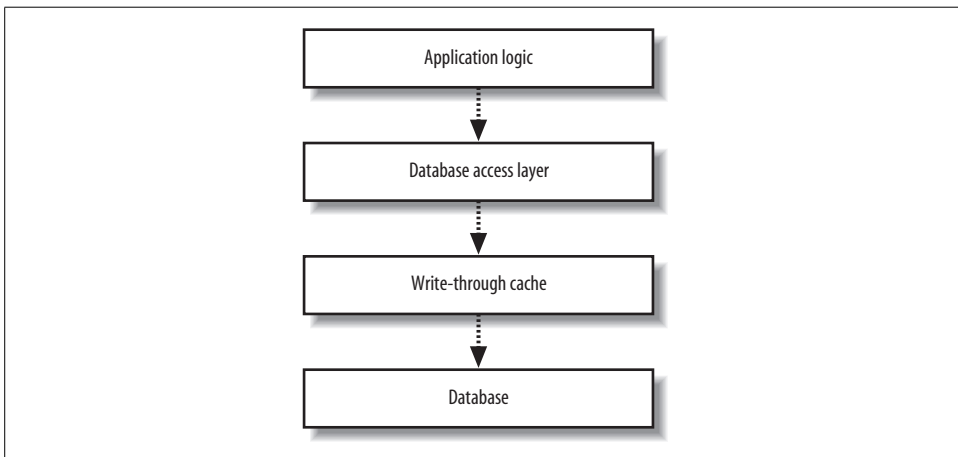 Application logic
Database access layer
Write-through cache
Database